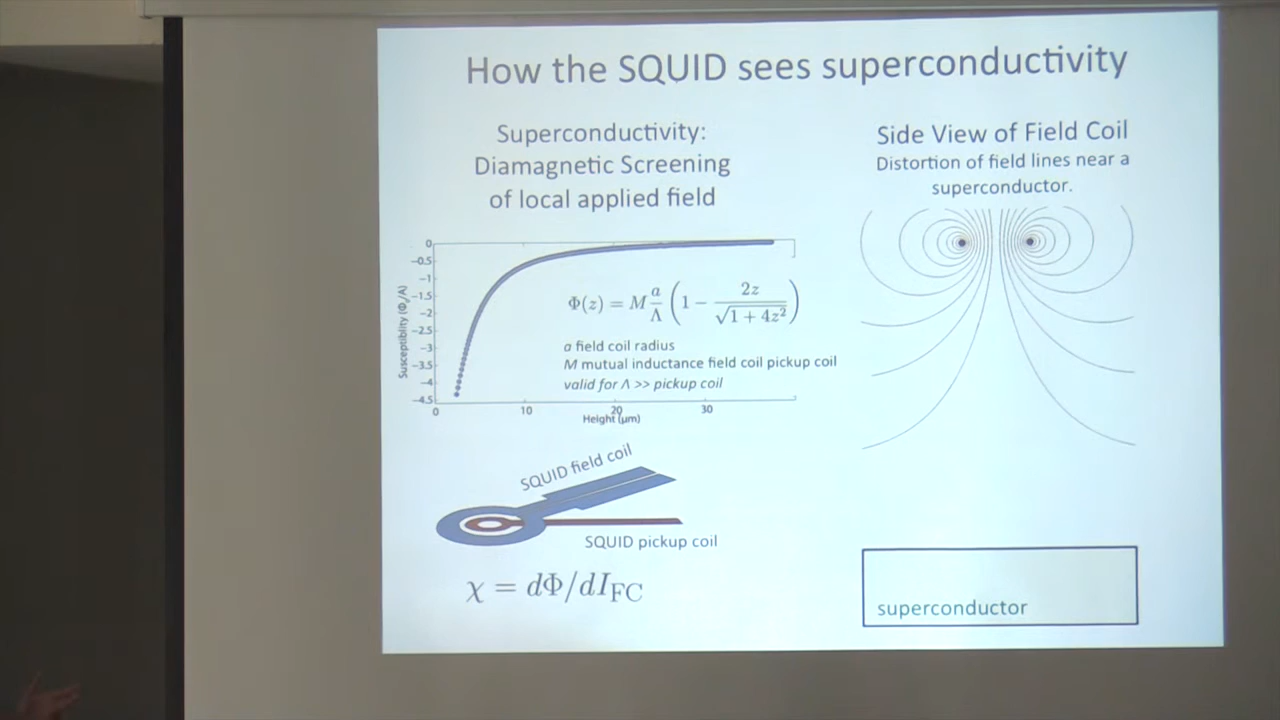 How the SQUID sees superconductivity
Superconductivity:
Diamagnetic Screening
of local applied field
Side View of Field Coil
Distortion of field lines near a
superconductor.
Susceptiblity (Φ₀/A)
0
−0.5
−1
−1.5
−2
−2.5
−3
−3.5
−4
−4.5
0
10
20
30
Height (μm)
Φ(z) = M a/Λ (1 − 2z/√(1 + 4z²))
a field coil radius
M mutual inductance field coil pickup coil
valid for Λ >> pickup coil
SQUID field coil
SQUID pickup coil
χ = dΦ/dI_FC
superconductor